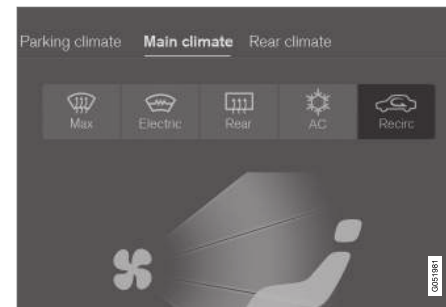 Parking climate Main climate Rear climate
Max Electric Rear AC Recirc
G051981